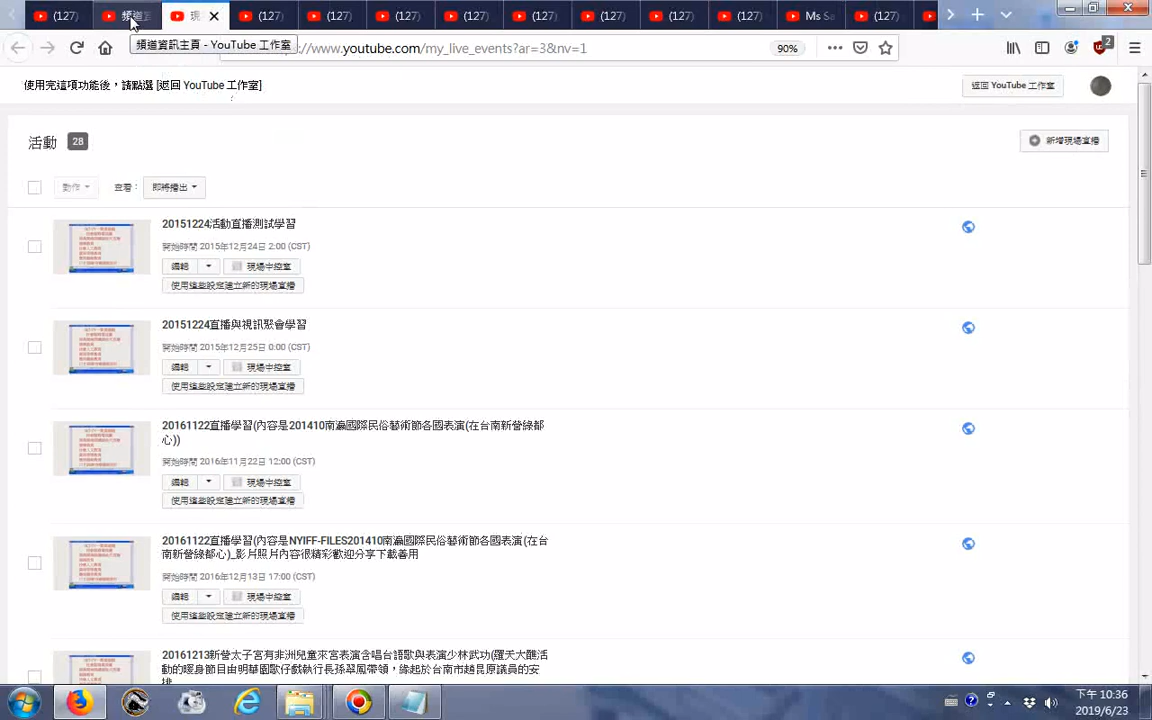 (127)
頻道
現
(127)
(127)
(127)
(127)
(127)
(127)
(127)
(127)
Ms Sa
(127)
頻道資訊主頁 - YouTube 工作室
www.youtube.com/my_live_events?ar=3&nv=1
90%
2
使用完這項功能後，請點選 [返回 YouTube 工作室]
返回 YouTube 工作室
活動 28
新增現場直播
動作
查看：
即將播出
20151224活動直播測試學習
開始時間 2015年12月24日 2:00 (CST)
編輯
現場中控室
使用這些設定建立新的現場直播
20151224直播與視訊聚會學習
開始時間 2015年12月25日 0:00 (CST)
編輯
現場中控室
使用這些設定建立新的現場直播
20161122直播學習(內容是201410南瀛國際民俗藝術節各國表演(在台南新營綠都
心))
開始時間 2016年11月22日 12:00 (CST)
編輯
現場中控室
使用這些設定建立新的現場直播
20161122直播學習(內容是NYIFF-FILES201410南瀛國際民俗藝術節各國表演(在台
南新營綠都心)_影片照片內容很精彩歡迎分享下載善用
開始時間 2016年12月13日 17:00 (CST)
編輯
現場中控室
使用這些設定建立新的現場直播
20161213新營太子宮有非洲兒童來宮表演含唱台語歌與表演少林武功(羅天大醮活
動的暖身節目由明華園歌仔戲執行長孫翠鳳帶領，緣起於台南市趙昆原議員的安
排
下午 10:36
2019/6/23